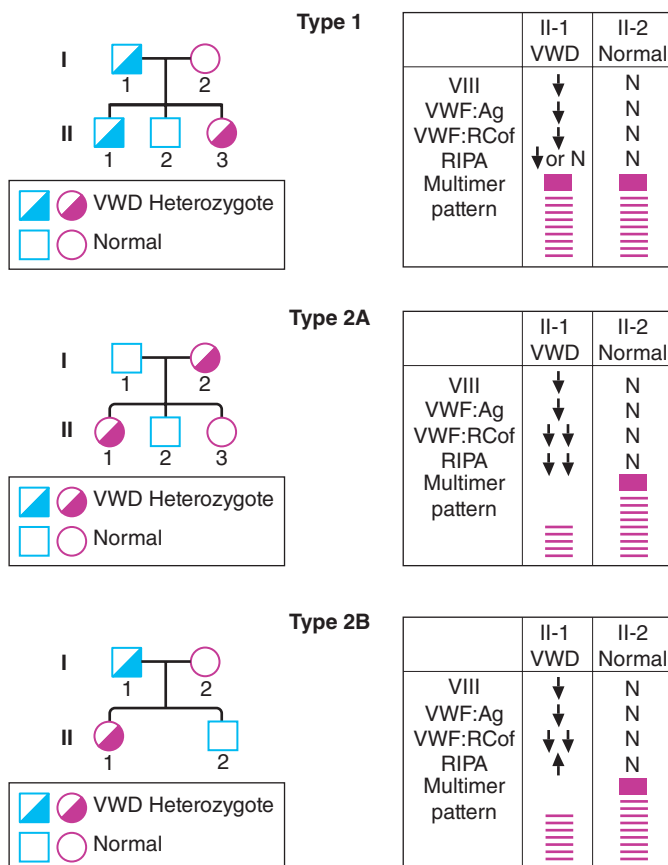 Type 1
I
1 2
II
1 2 3
VWD Heterozygote
Normal
II-1 II-2
VWD Normal
VIII N
VWF:Ag N
VWF:RCof N
RIPA or N N
Multimer
pattern
Type 2A
I
1 2
II
1 2 3
VWD Heterozygote
Normal
II-1 II-2
VWD Normal
VIII N
VWF:Ag N
VWF:RCof N
RIPA N
Multimer
pattern
Type 2B
I
1 2
II
1 2
VWD Heterozygote
Normal
II-1 II-2
VWD Normal
VIII N
VWF:Ag N
VWF:RCof N
RIPA N
Multimer
pattern